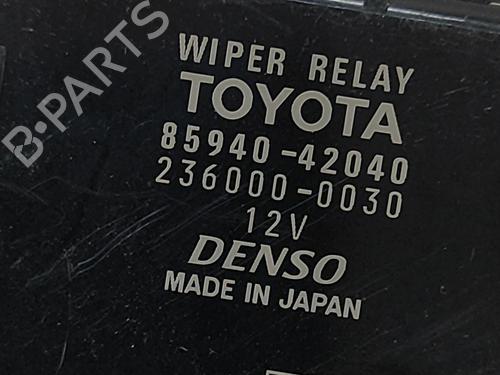 B-PARTS
WIPER RELAY
TOYOTA
85940-42040
236000-0030
12V
DENSO
MADE IN JAPAN